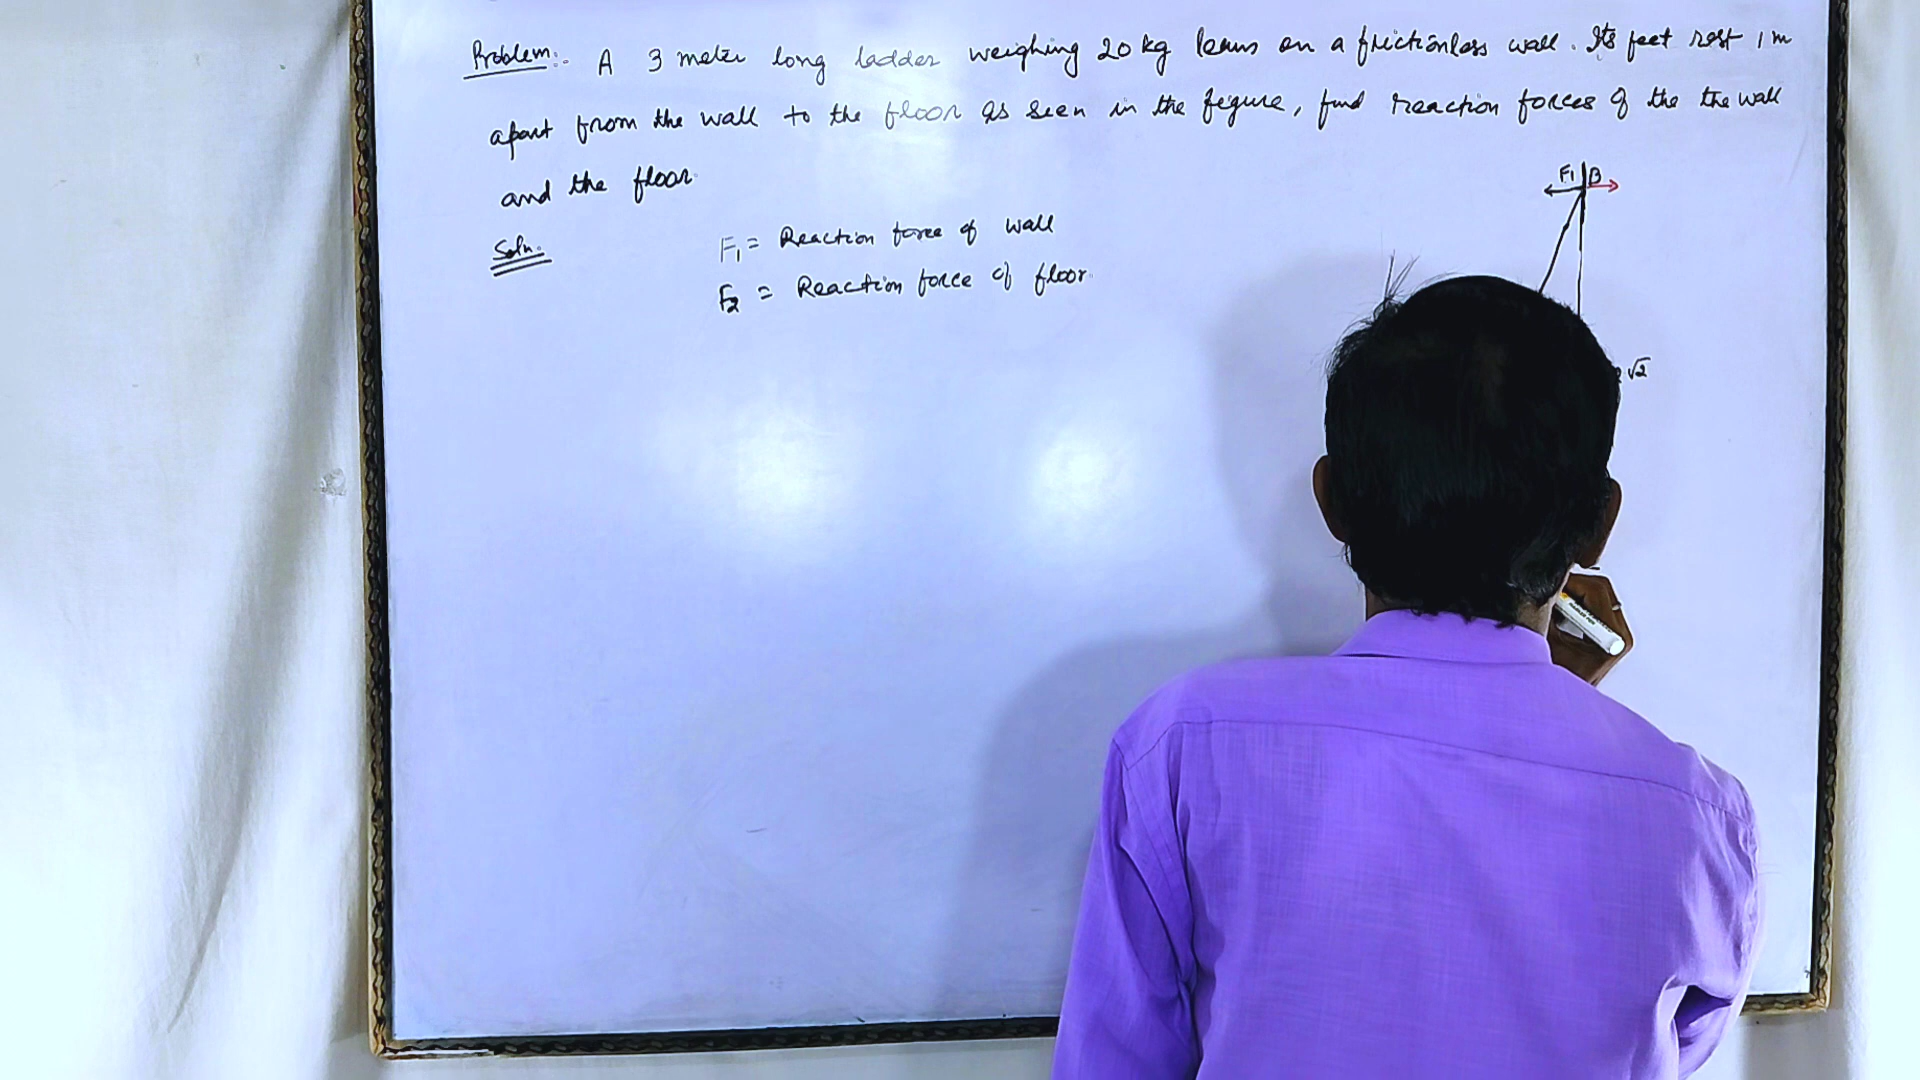 Problem:- A 3 meter long ladder weighing 20 kg leans on a frictionless wall. Its feet rest 1 m
apart from the wall to the floor as seen in the figure, find reaction forces of the the wall
and the floor
F1 B
Soln:
F1 = Reaction force of wall
F2 = Reaction force of floor
√2